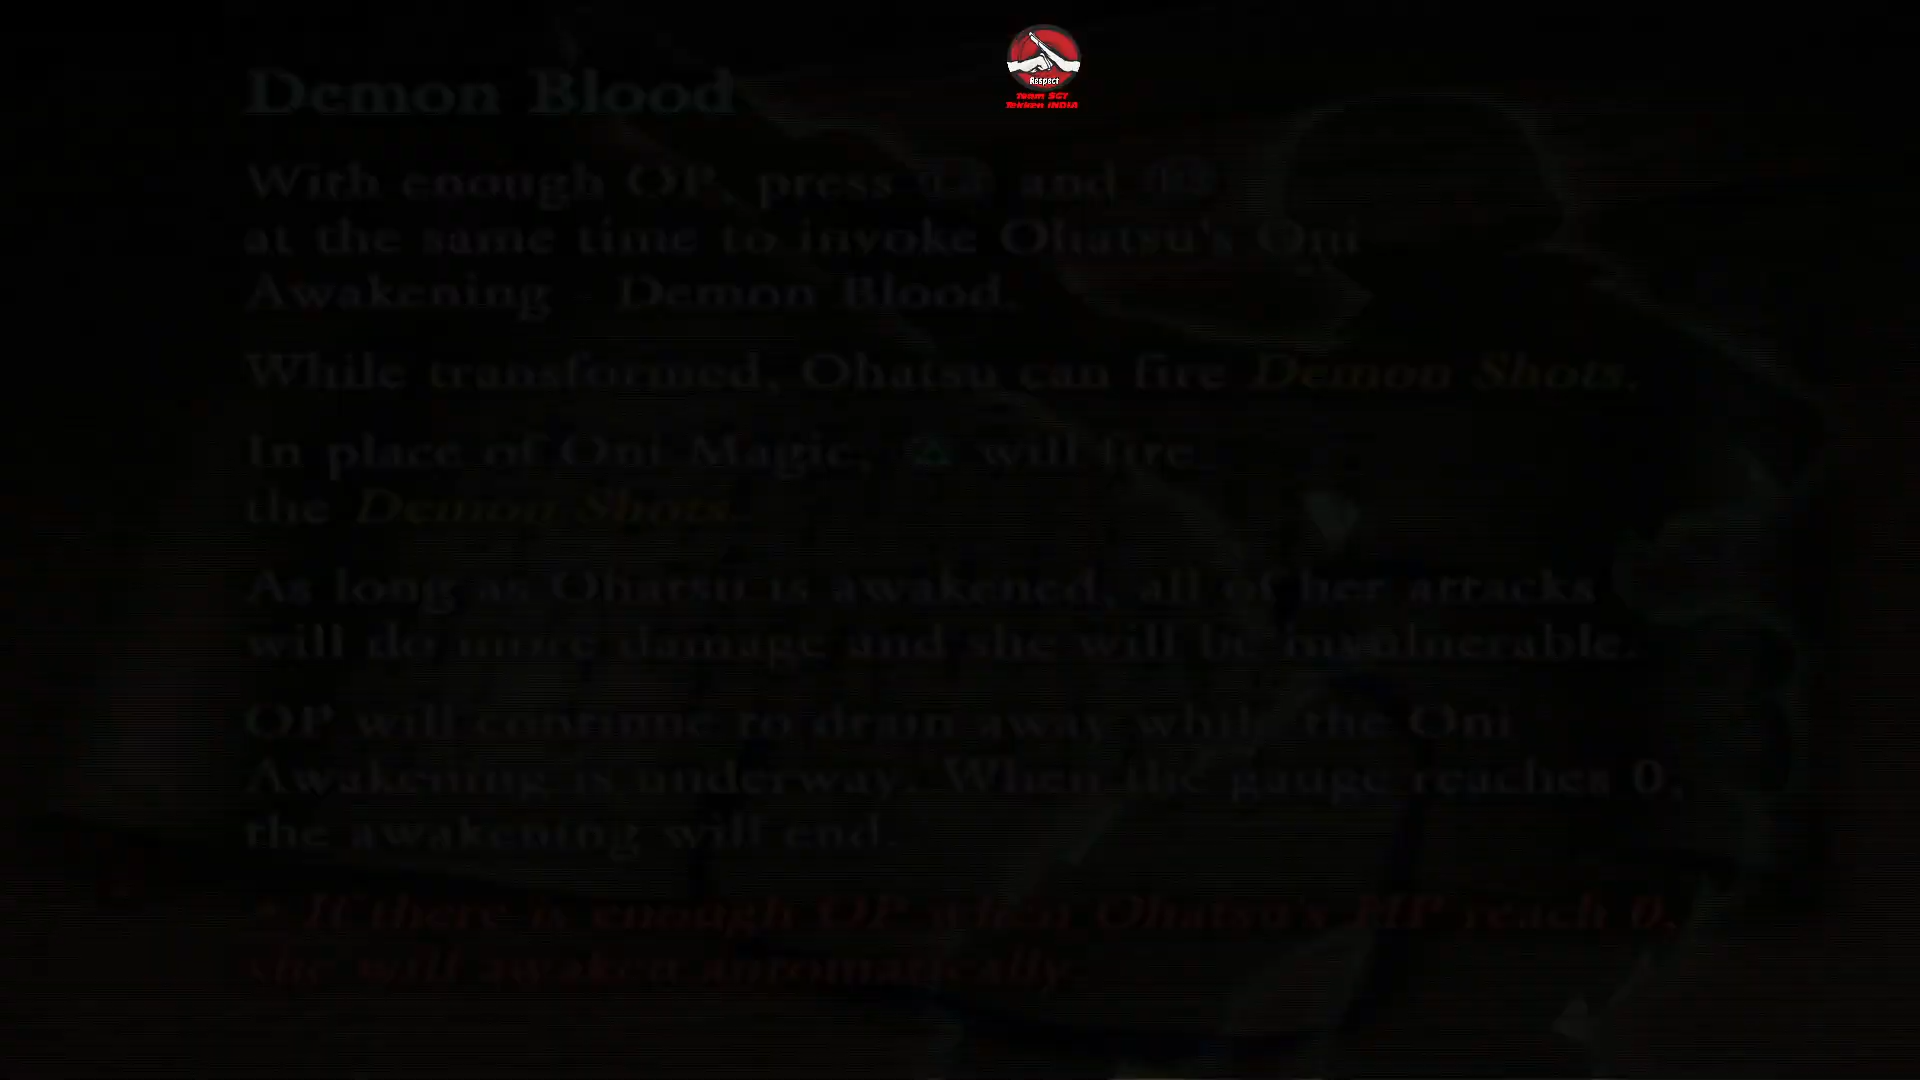 Respect
Team SGT
Tekken INDIA
Demon Blood
With enough OP, press L2 and R2
at the same time to invoke Ohatsu's Oni
Awakening - Demon Blood.
While transformed, Ohatsu can fire Demon Shots.
In place of Oni Magic, △ will fire
the Demon Shots.
As long as Ohatsu is awakened, all of her attacks
will do more damage and she will be invulnerable.
OP will continue to drain away while the Oni
Awakening is underway. When the gauge reaches 0,
the awakening will end.
* If there is enough OP when Ohatsu's HP reach 0,
she will awaken automatically.